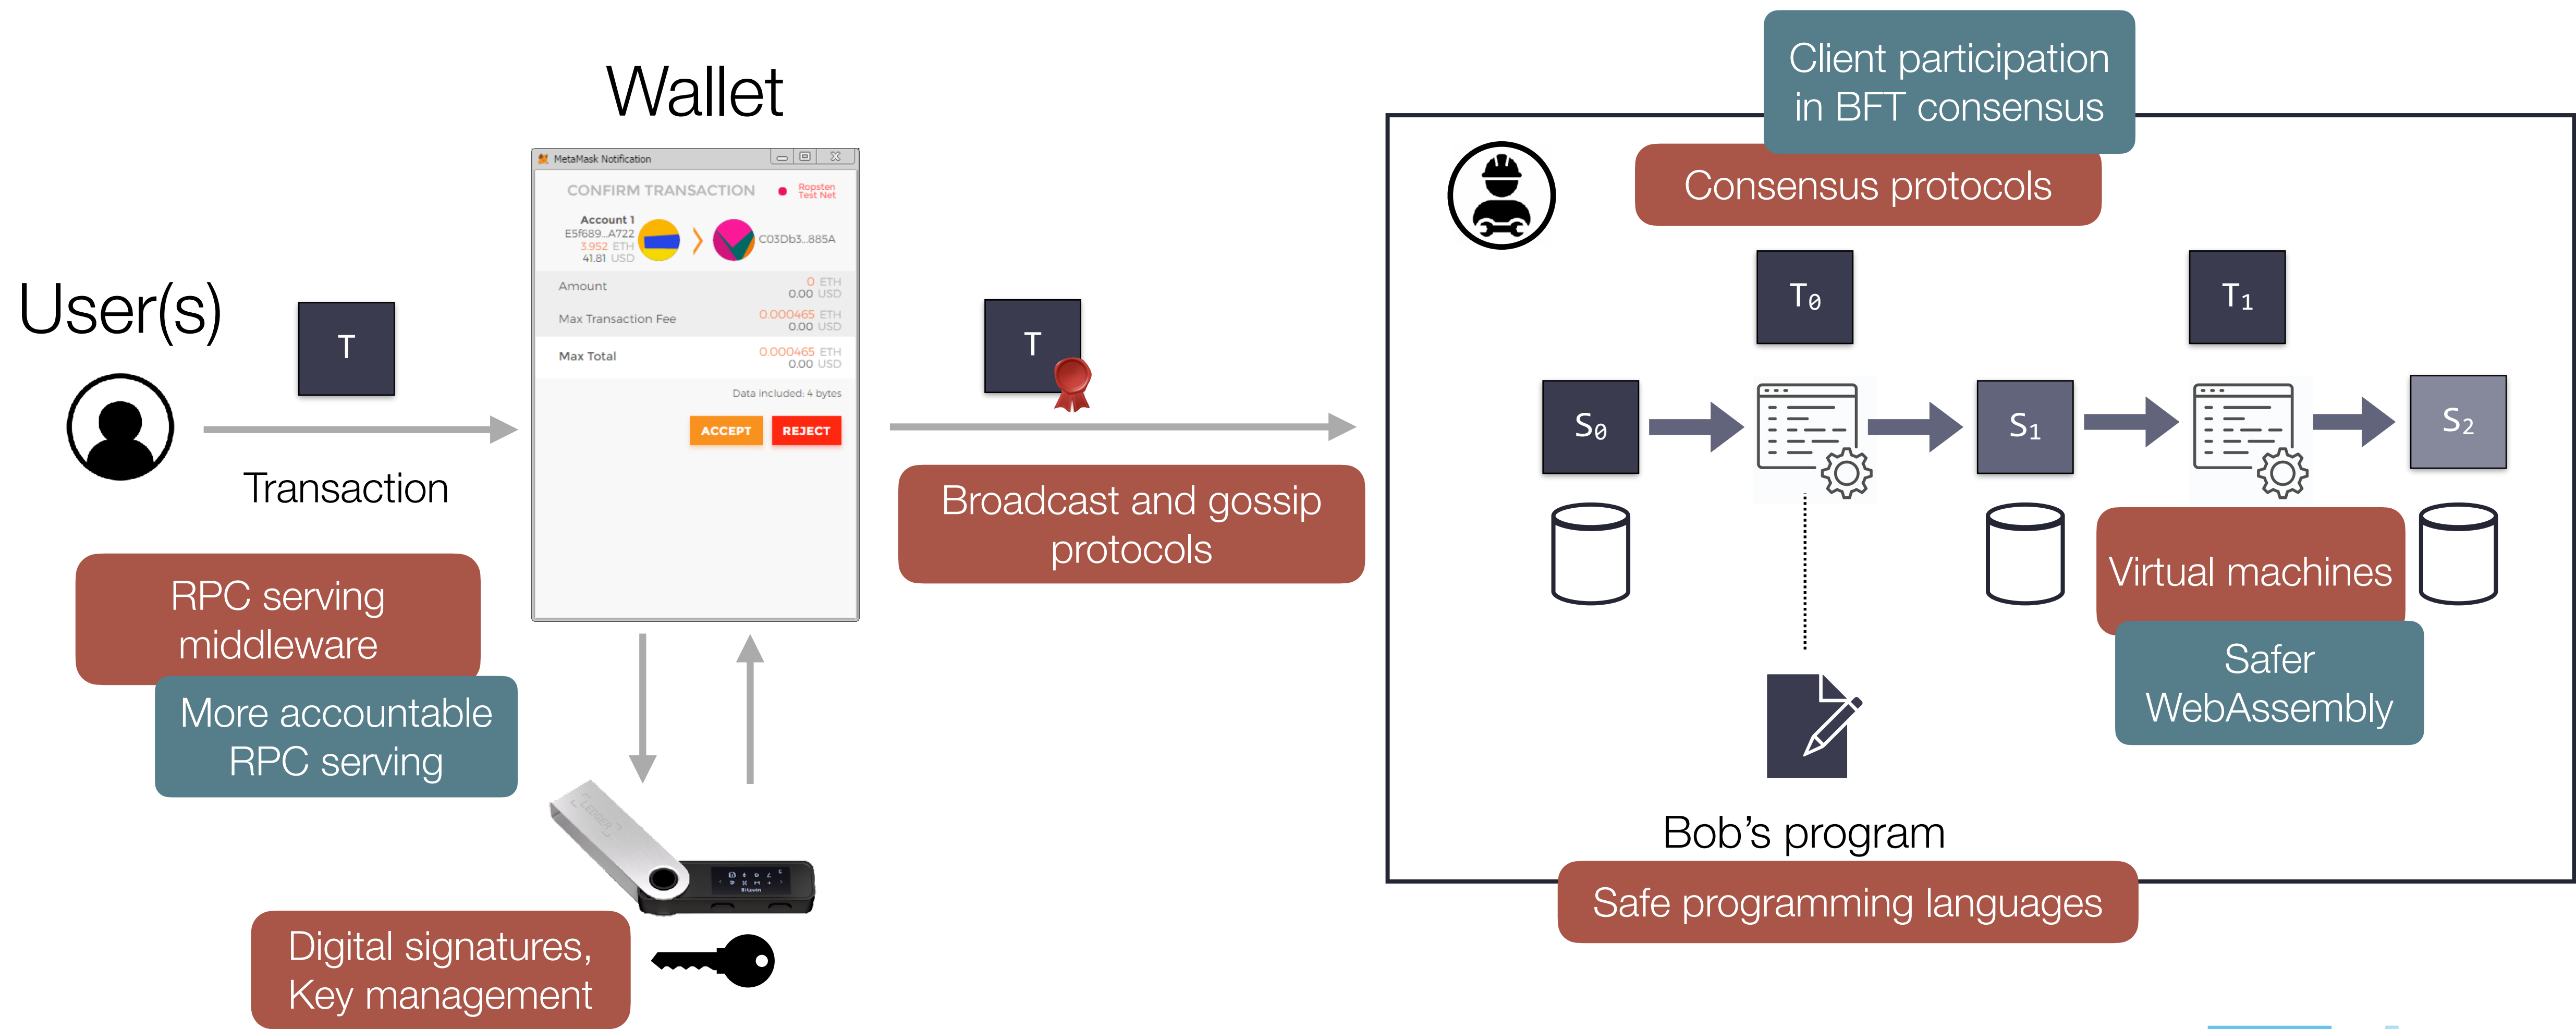 Client participation
in BFT consensus
Wallet
Consensus protocols
MetaMask Notification
CONFIRM TRANSACTION
Ropsten
Test Net
Account 1
E5f689...A722
3.952 ETH
41.81 USD
C03Db3...885A
Amount
0 ETH
0.00 USD
Max Transaction Fee
0.000465 ETH
0.00 USD
Max Total
0.000465 ETH
0.00 USD
Data included: 4 bytes
ACCEPT
REJECT
User(s)
T
Transaction
T
T₀
T₁
S₀
S₁
S₂
Broadcast and gossip
protocols
Virtual machines
Safer
WebAssembly
RPC serving
middleware
More accountable
RPC serving
LEDGER
Bitcoin
Bob's program
Safe programming languages
Digital signatures,
Key management